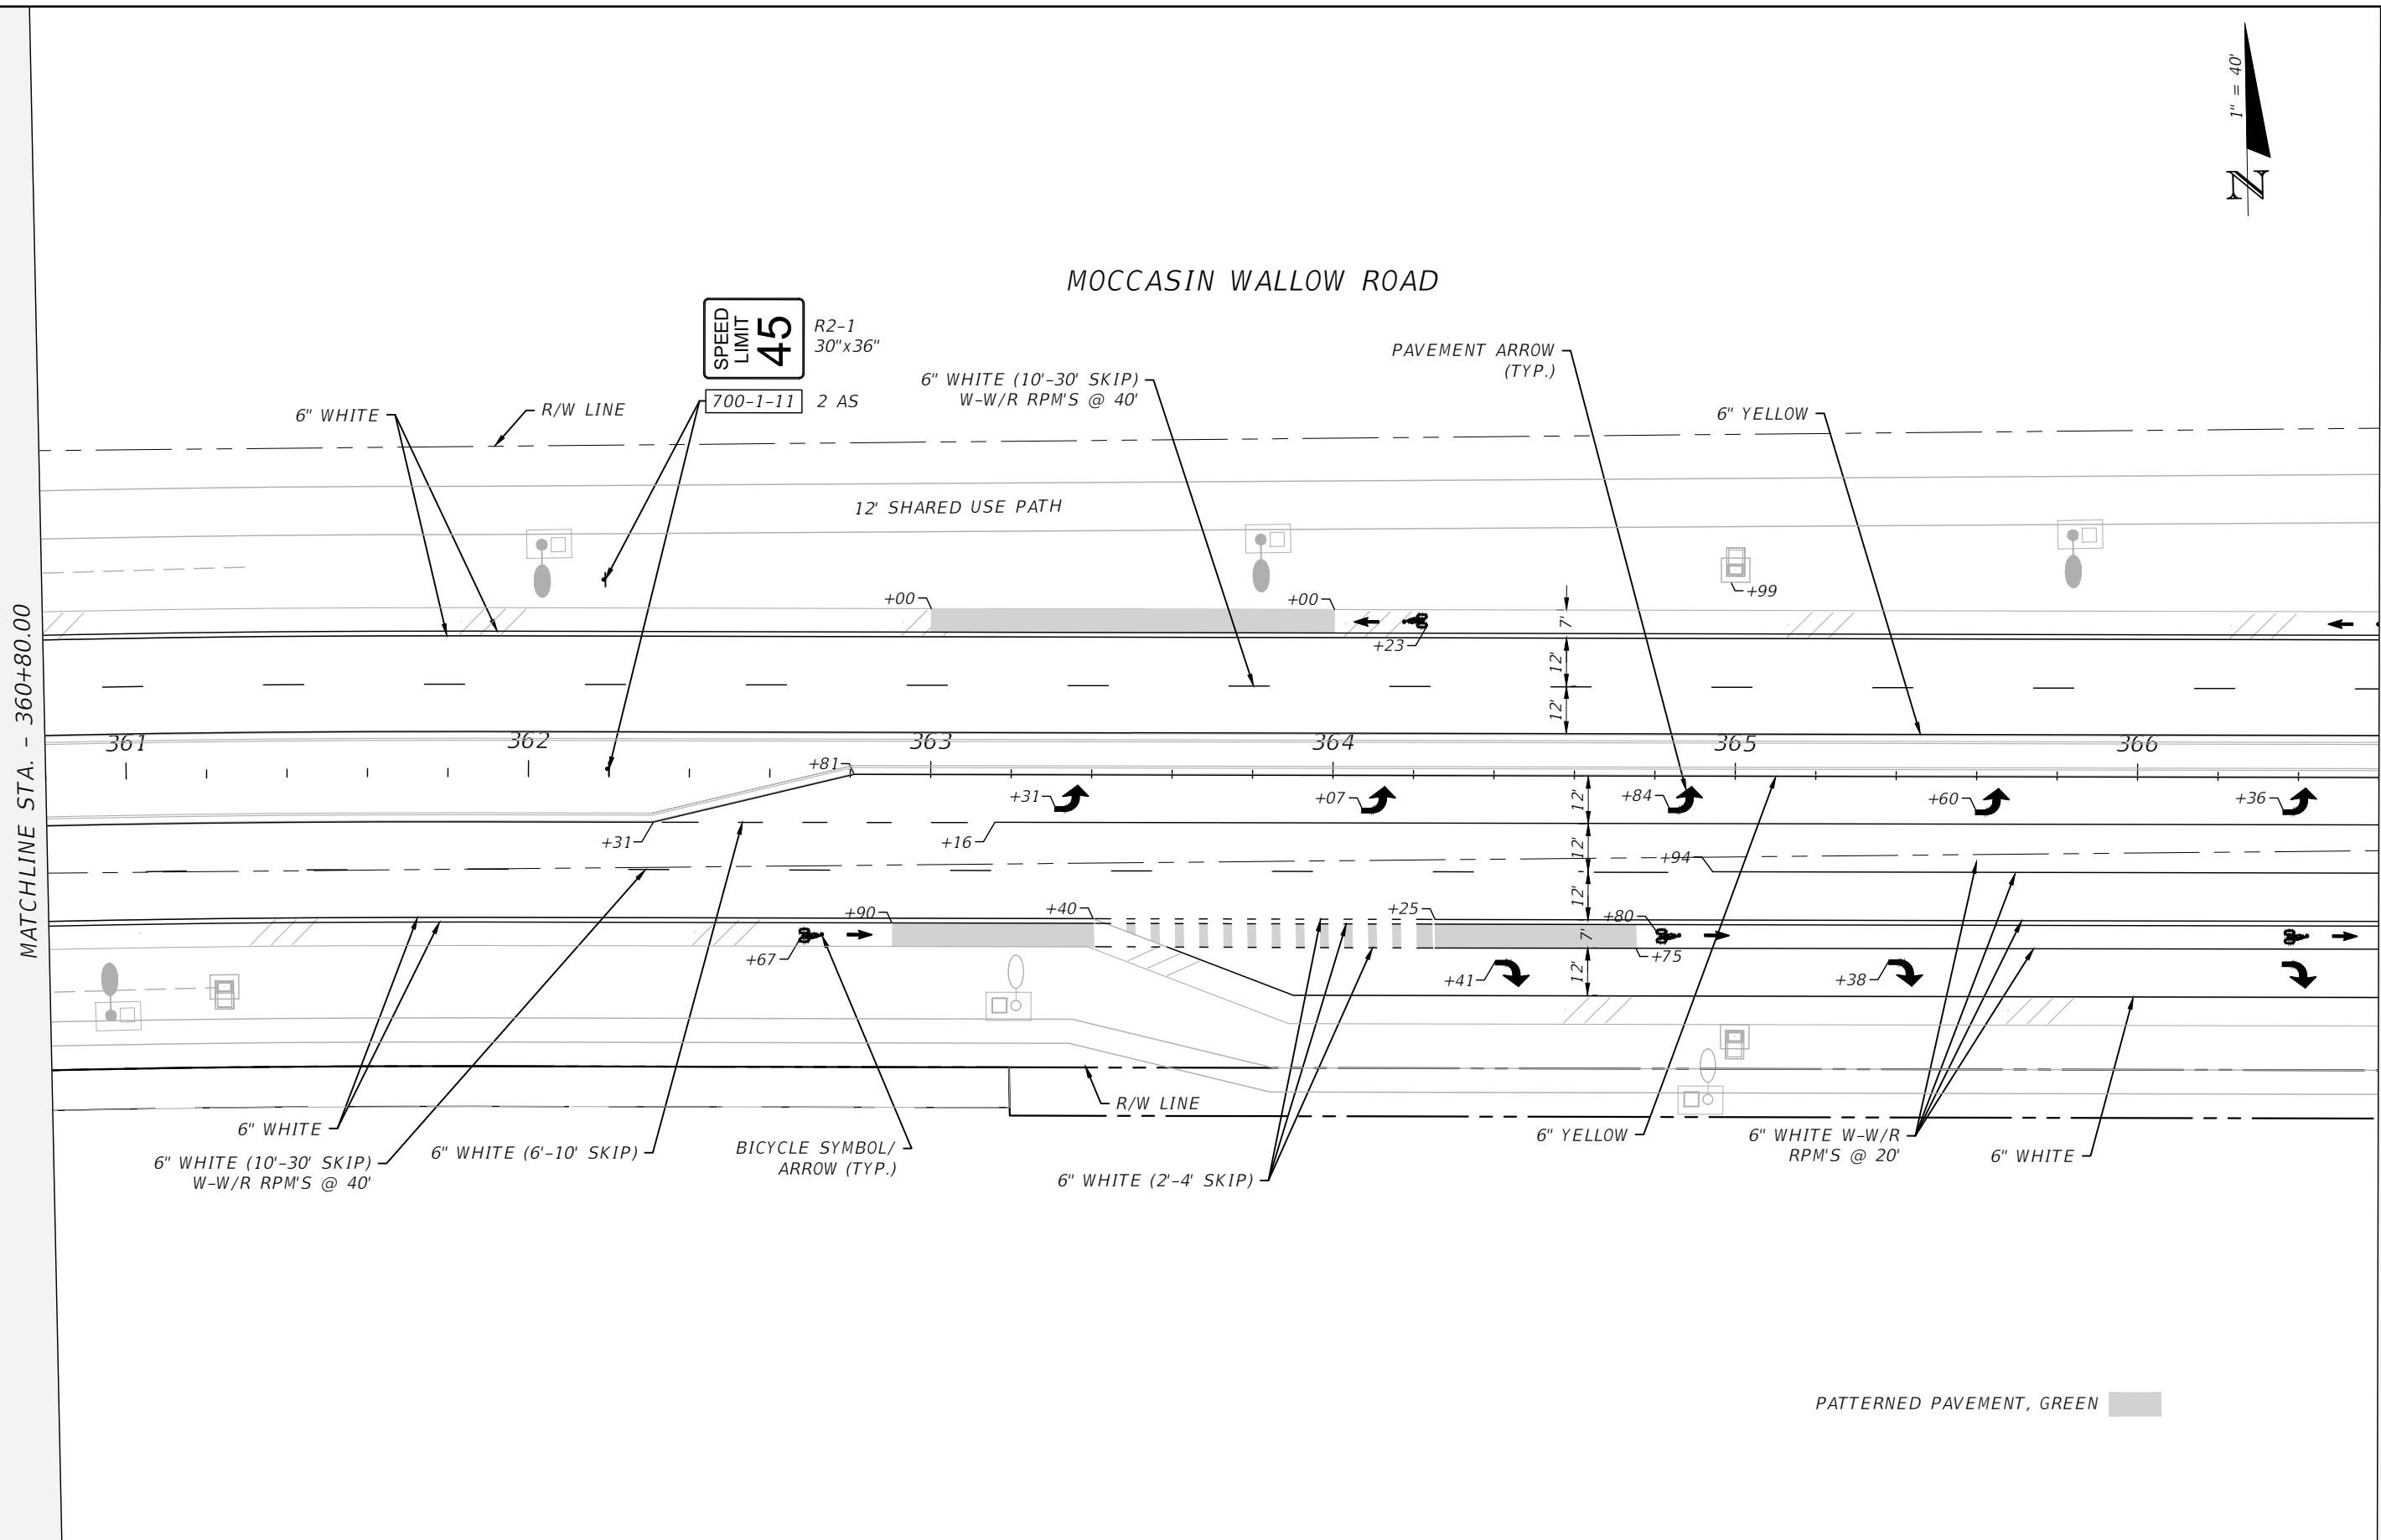 1" = 40'
N
MOCCASIN WALLOW ROAD
SPEED
LIMIT
45
R2-1
30"x36"
700-1-11 2 AS
6" WHITE
R/W LINE
6" WHITE (10'-30' SKIP)
W-W/R RPM'S @ 40'
PAVEMENT ARROW
(TYP.)
6" YELLOW
12' SHARED USE PATH
MATCHLINE STA. - 360+80.00
+00
+00
+99
+23
7'
12'
12'
361
362
363
364
365
366
+81
+31
+07
+84
+60
+36
12'
+31
+16
12'
+94
12'
+90
+40
+25
+80
7'
+67
+75
+41
12'
+38
R/W LINE
6" WHITE
6" WHITE (10'-30' SKIP)
W-W/R RPM'S @ 40'
6" WHITE (6'-10' SKIP)
BICYCLE SYMBOL/
ARROW (TYP.)
6" WHITE (2'-4' SKIP)
6" YELLOW
6" WHITE W-W/R
RPM'S @ 20'
6" WHITE
PATTERNED PAVEMENT, GREEN